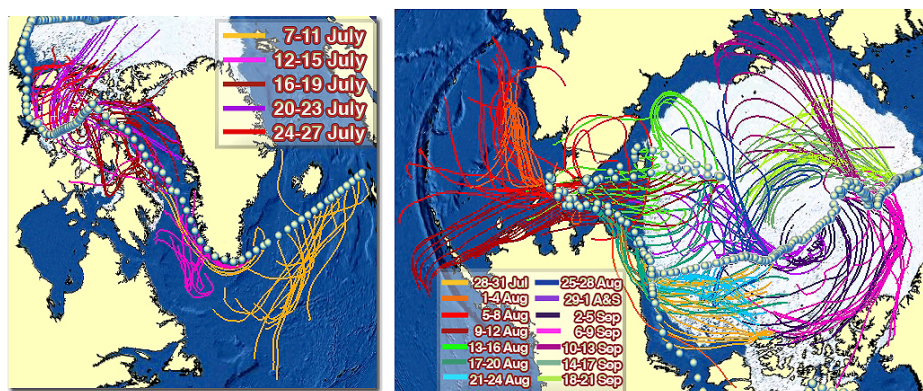 7-11 July
12-15 July
16-19 July
20-23 July
24-27 July
28-31 Jul
1-4 Aug
5-8 Aug
9-12 Aug
13-16 Aug
17-20 Aug
21-24 Aug
25-28 Aug
29-1 A&S
2-5 Sep
6-9 Sep
10-13 Sep
14-17 Sep
18-21 Sep